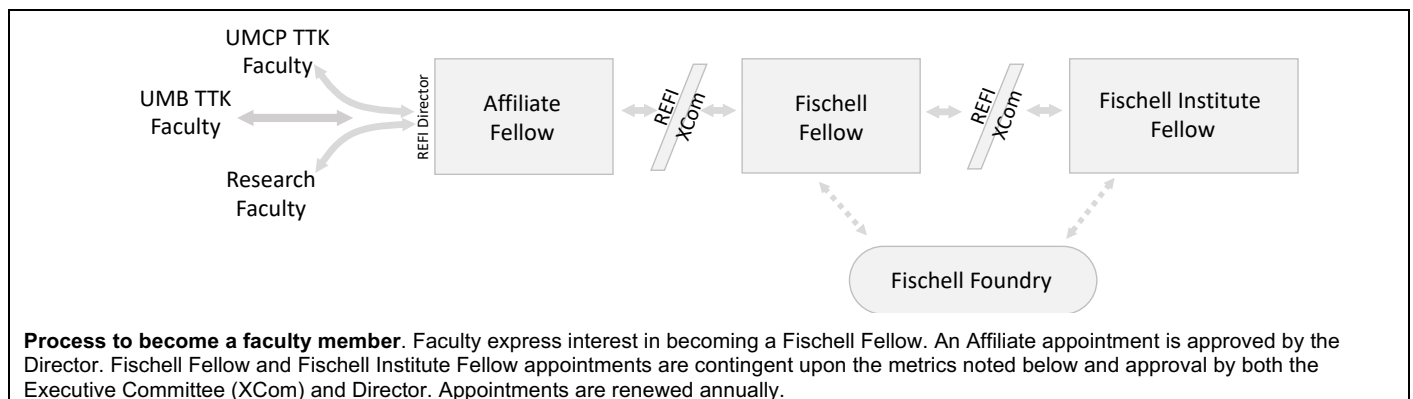 UMCP TTK
Faculty
UMB TTK
Faculty
Research
Faculty
REFI Director
Affiliate
Fellow
REFI
XCom
Fischell
Fellow
REFI
XCom
Fischell Institute
Fellow
Fischell Foundry
Process to become a faculty member. Faculty express interest in becoming a Fischell Fellow. An Affiliate appointment is approved by the
Director. Fischell Fellow and Fischell Institute Fellow appointments are contingent upon the metrics noted below and approval by both the
Executive Committee (XCom) and Director. Appointments are renewed annually.